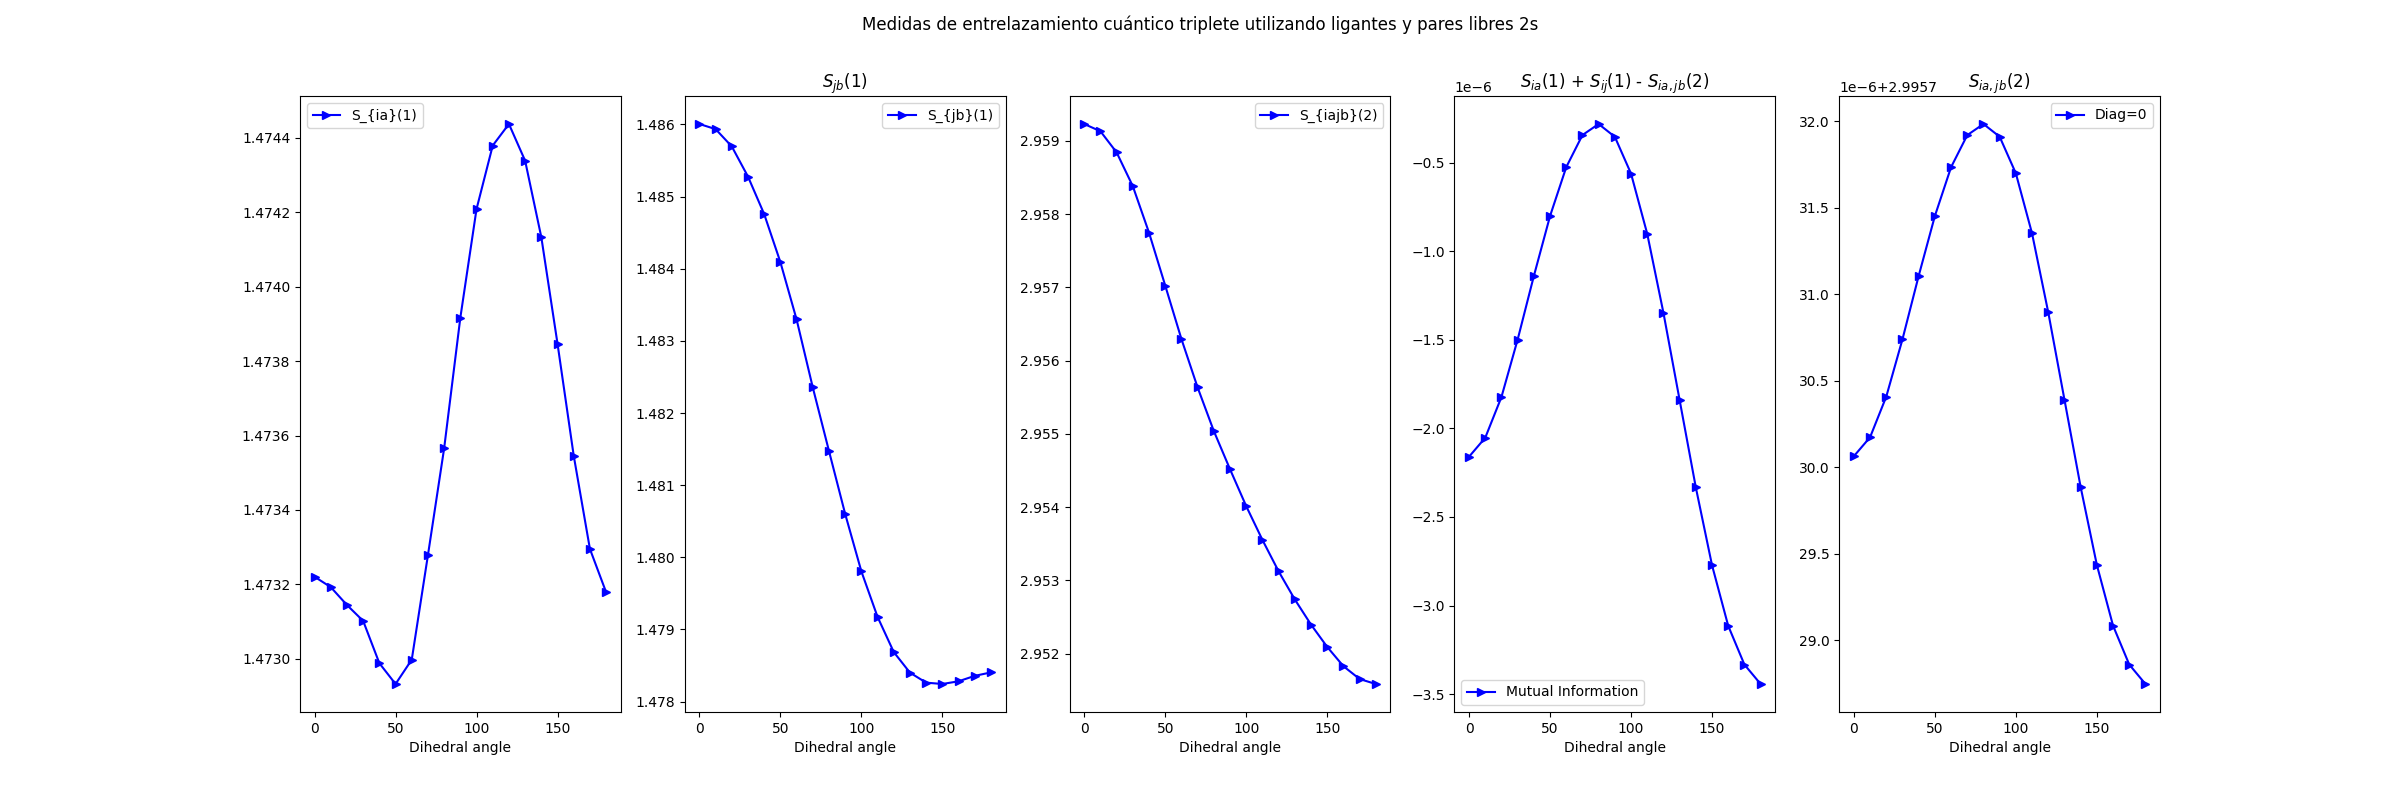 Medidas de entrelazamiento cuántico triplete utilizando ligantes y pares libres 2s
S_{ia}(1)
1.4744
1.4742
1.4740
1.4738
1.4736
1.4734
1.4732
1.4730
0 50 100 150
Dihedral angle
S_{jb}(1)
S_{jb}(1)
1.486
1.485
1.484
1.483
1.482
1.481
1.480
1.479
1.478
0 50 100 150
Dihedral angle
S_{iajb}(2)
2.959
2.958
2.957
2.956
2.955
2.954
2.953
2.952
0 50 100 150
Dihedral angle
S_{ia}(1) + S_{ij}(1) - S_{ia,jb}(2)
1e−6
−0.5
−1.0
−1.5
−2.0
−2.5
−3.0
−3.5
Mutual Information
0 50 100 150
Dihedral angle
S_{ia,jb}(2)
1e−6+2.9957
Diag=0
32.0
31.5
31.0
30.5
30.0
29.5
29.0
0 50 100 150
Dihedral angle